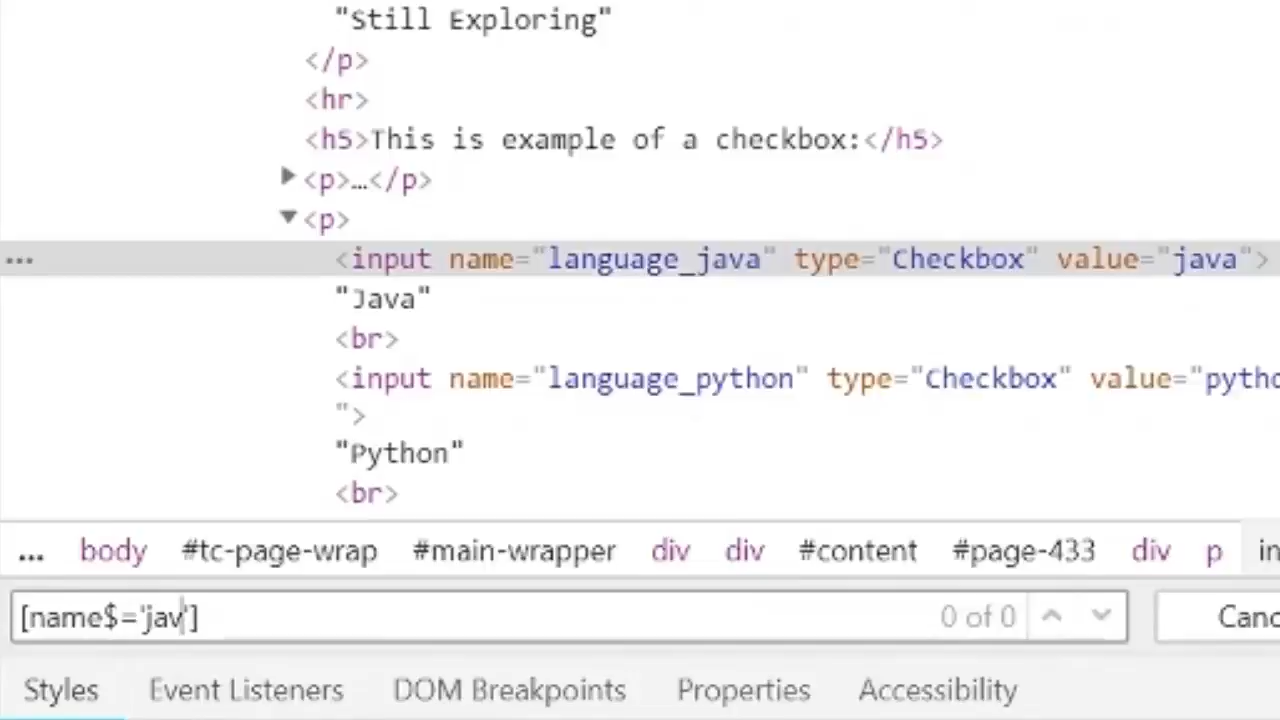 "Still Exploring"
</p>
<hr>
<h5>This is example of a checkbox:</h5>
<p>…</p>
<p>
<input name="language_java" type="Checkbox" value="java">
"Java"
<br>
<input name="language_python" type="Checkbox" value="pytho
">
"Python"
<br>
... body #tc-page-wrap #main-wrapper div div #content #page-433 div p in
[name$='jav'] 0 of 0 Canc
Styles Event Listeners DOM Breakpoints Properties Accessibility